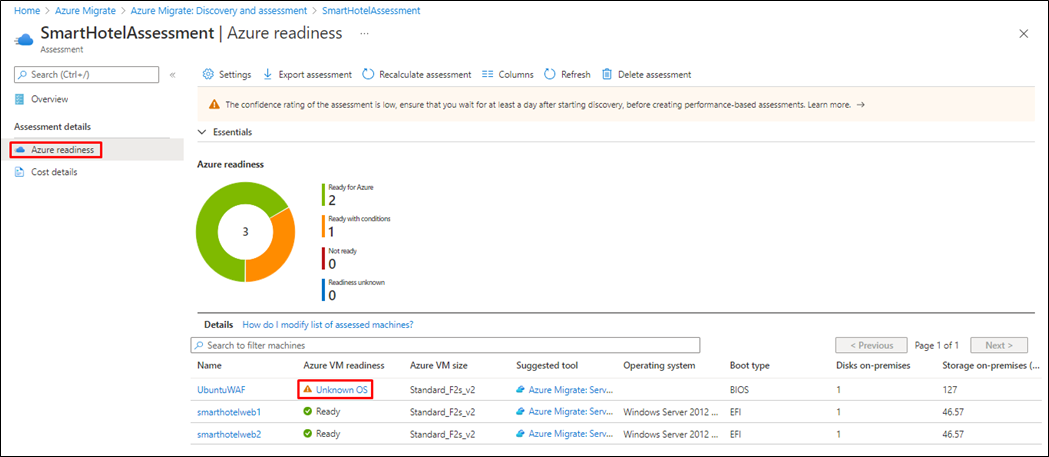 Home > Azure Migrate > Azure Migrate: Discovery and assessment > SmartHotelAssessment
SmartHotelAssessment | Azure readiness ...
Assessment
Search (Ctrl+/)
«
Overview
Assessment details
Azure readiness
Cost details
Settings Export assessment Recalculate assessment Columns Refresh Delete assessment
The confidence rating of the assessment is low, ensure that you wait for at least a day after starting discovery, before creating performance-based assessments. Learn more. →
Essentials
Azure readiness
3
Ready for Azure
2
Ready with conditions
1
Not ready
0
Readiness unknown
0
Details How do I modify list of assessed machines?
Search to filter machines
< Previous Page 1 of 1 Next >
Name Azure VM readiness Azure VM size Suggested tool Operating system Boot type Disks on-premises Storage on-premises (...
UbuntuWAF Unknown OS Standard_F2s_v2 Azure Migrate: Serv... BIOS 1 127
smarthotelweb1 Ready Standard_F2s_v2 Azure Migrate: Serv... Windows Server 2012 ... EFI 1 46.57
smarthotelweb2 Ready Standard_F2s_v2 Azure Migrate: Serv... Windows Server 2012 ... EFI 1 46.57